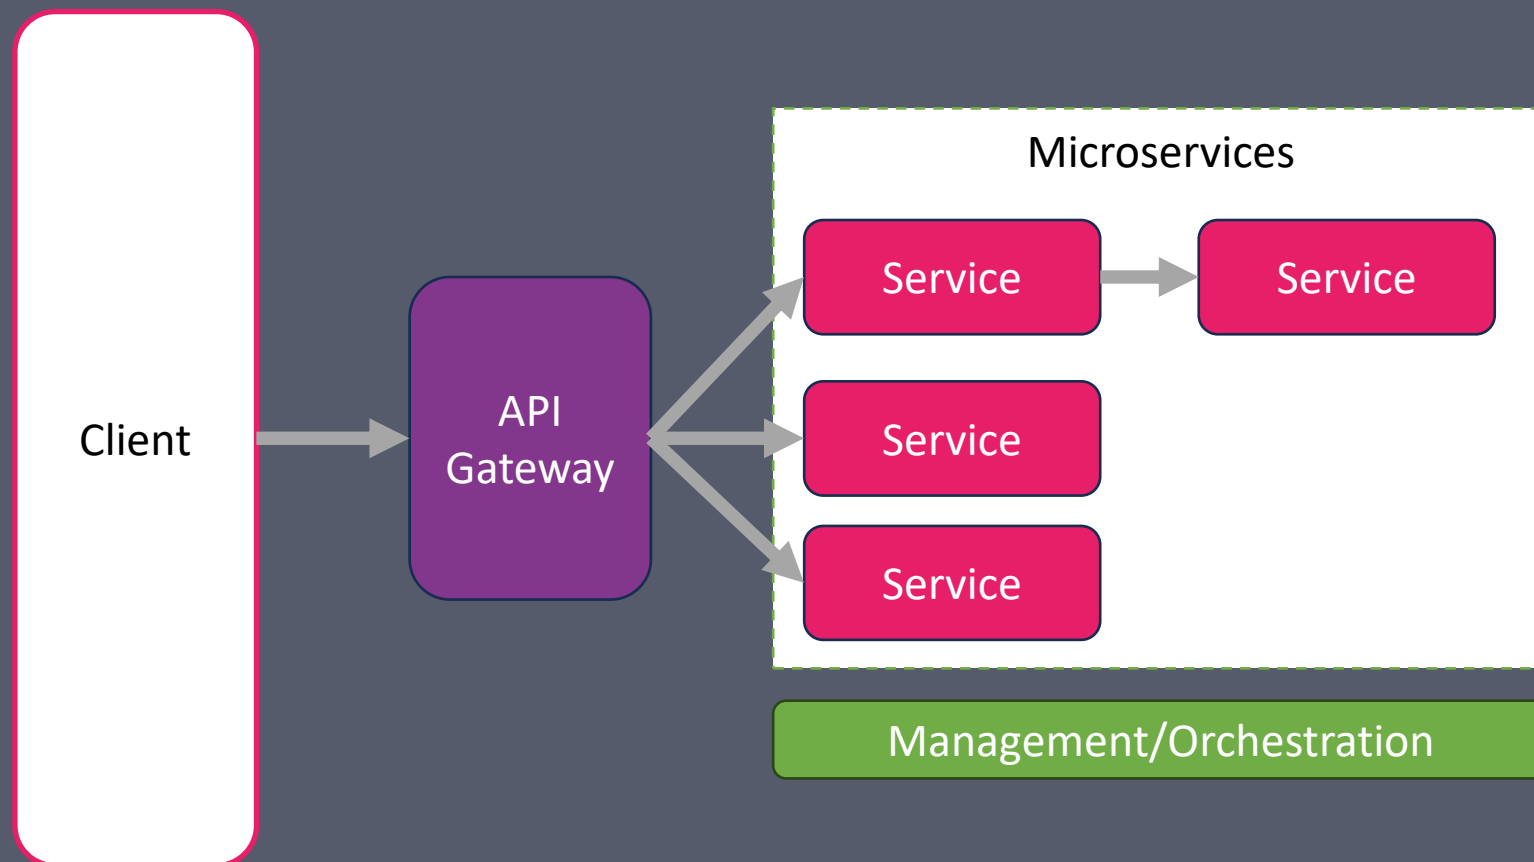 Microservices
Service
Service
Client
API
Gateway
Service
Service
Management/Orchestration